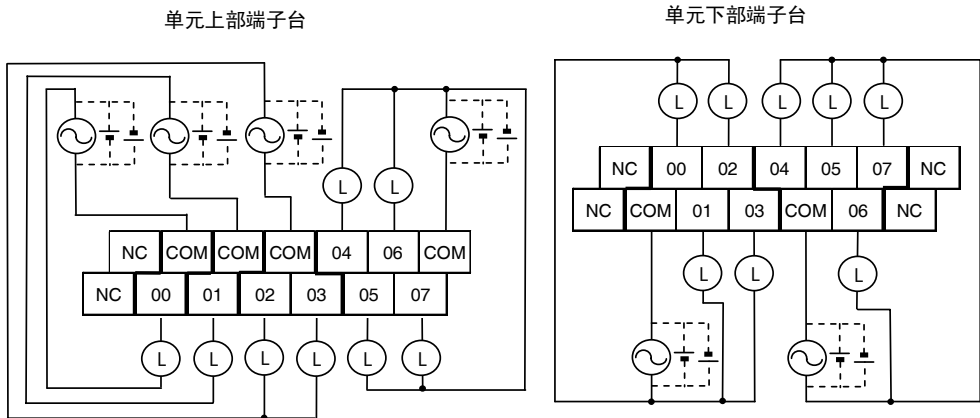 单元上部端子台
单元下部端子台
L L
NC COM COM COM 04 06 COM
NC 00 01 02 03 05 07
L L L L L L
L L L L L
NC 00 02 04 05 07 NC
NC COM 01 03 COM 06 NC
L L L